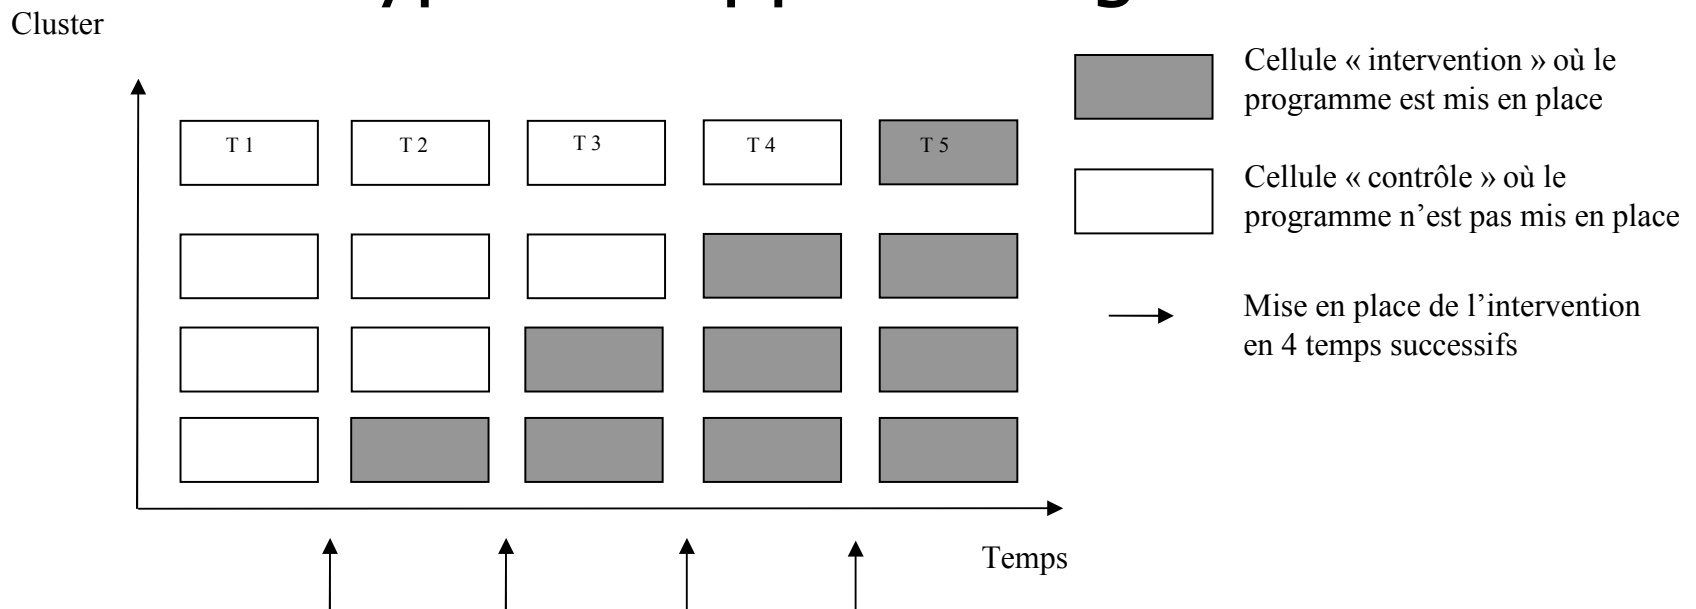 Cluster
T 1
T 2
T 3
T 4
T 5
Cellule « intervention » où le
programme est mis en place
Cellule « contrôle » où le
programme n’est pas mis en place
Mise en place de l’intervention
en 4 temps successifs
Temps